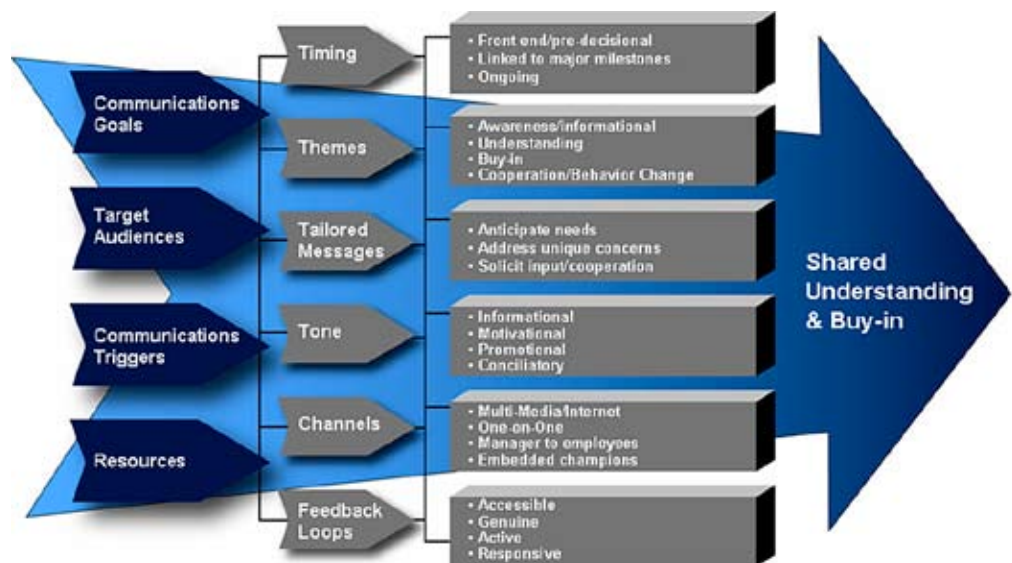 Communications
Goals
Target
Audiences
Communications
Triggers
Resources
Timing
Themes
Tailored
Messages
Tone
Channels
Feedback
Loops
• Front end/pre-decisional
• Linked to major milestones
• Ongoing
• Awareness/informational
• Understanding
• Buy-in
• Cooperation/Behavior Change
• Anticipate needs
• Address unique concerns
• Solicit input/cooperation
• Informational
• Motivational
• Promotional
• Conciliatory
• Multi-Media/Internet
• One-on-One
• Manager to employees
• Embedded champions
• Accessible
• Genuine
• Active
• Responsive
Shared
Understanding
& Buy-in